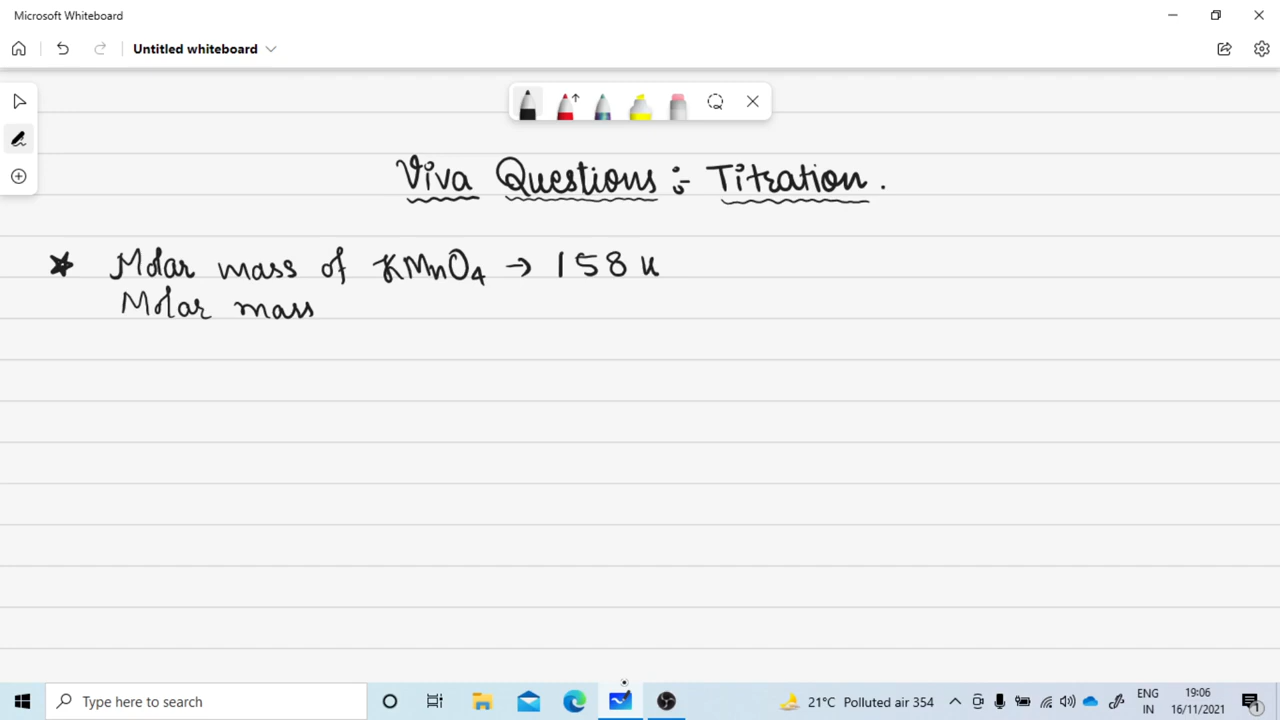 Microsoft Whiteboard
Untitled whiteboard
Viva Questions :- Titration .
★ Molar mass of KMnO4 → 158 u
Molar mass
Type here to search
21°C Polluted air 354
ENG
IN
19:06
16/11/2021
1